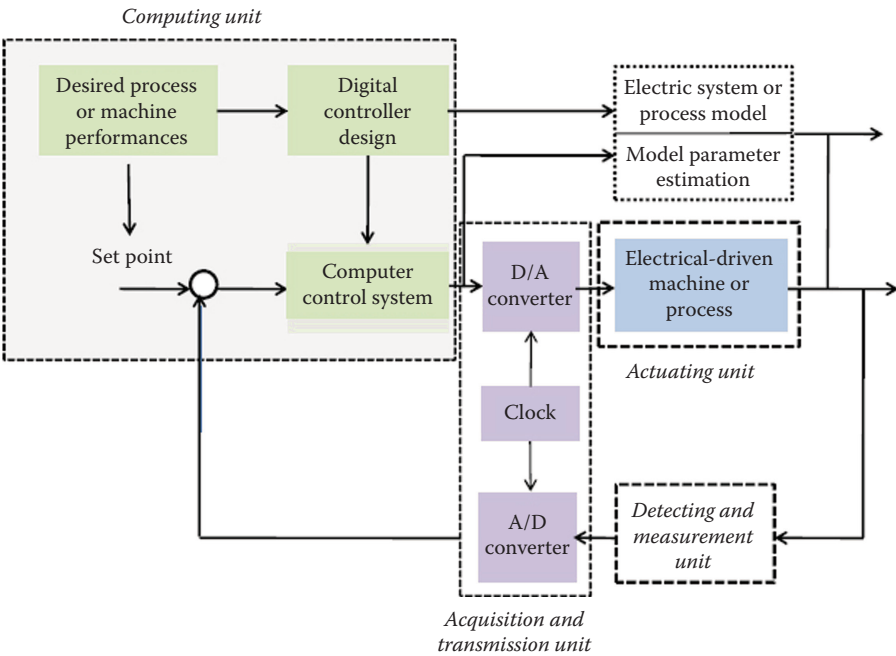 Computing unit
Desired process
or machine
performances
Digital
controller
design
Electric system or
process model
Model parameter
estimation
Set point
Computer
control system
D/A
converter
Electrical-driven
machine or
process
Actuating unit
Clock
A/D
converter
Detecting and
measurement
unit
Acquisition and
transmission unit